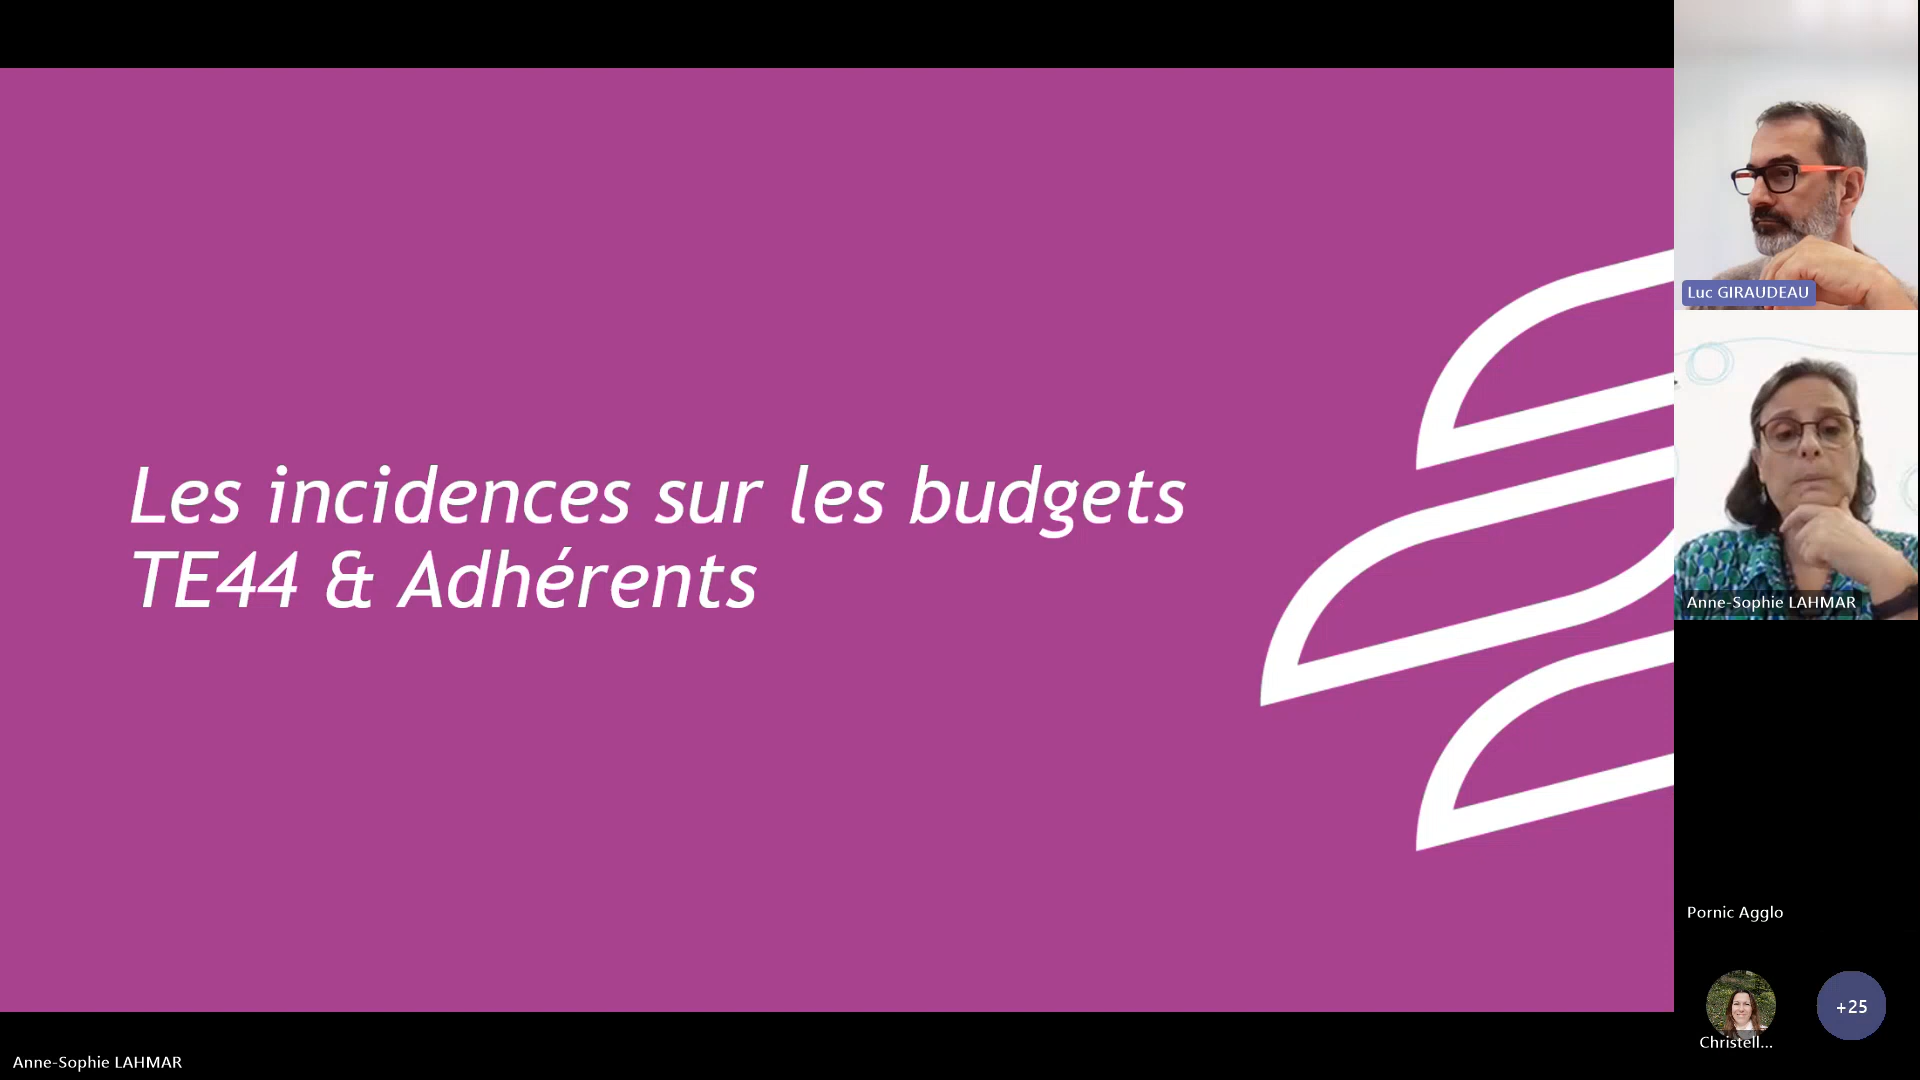 Les incidences sur les budgets
TE44 & Adhérents
Luc GIRAUDEAU
Anne-Sophie LAHMAR
Pornic Agglo
Christell...
+25
Anne-Sophie LAHMAR